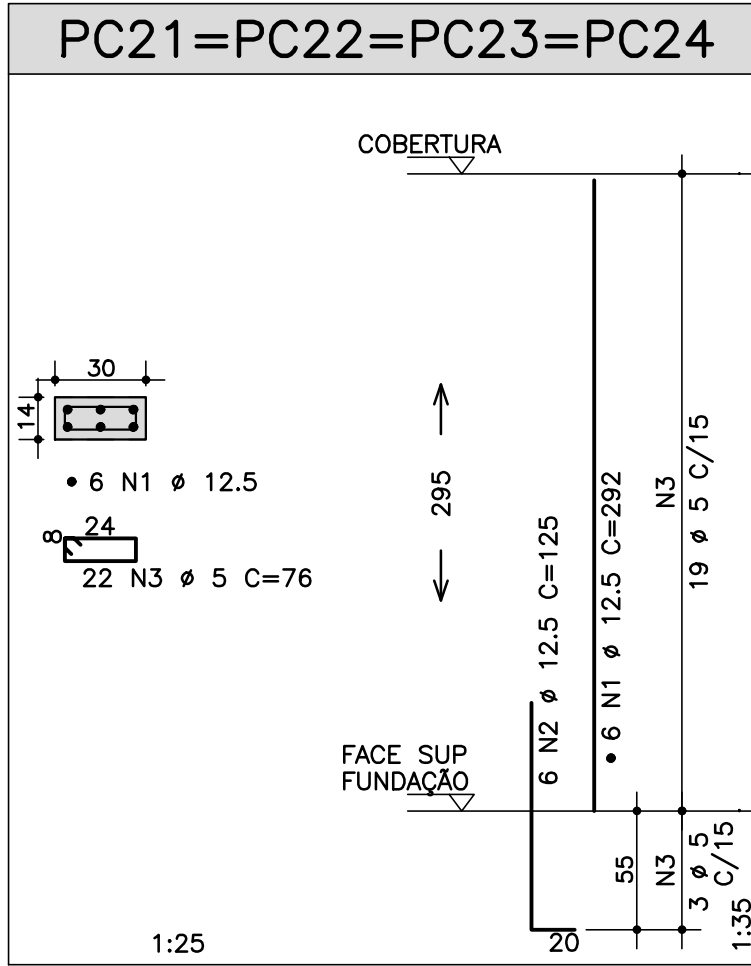 PC21=PC22=PC23=PC24
COBERTURA
30
14
6 N1 ø 12.5
24
8
22 N3 ø 5 C=76
295
6 N2 ø 12.5 C=125
6 N1 ø 12.5 C=292
N3
19 ø 5 C/15
FACE SUP
FUNDAÇÃO
55
N3
3 ø 5
C/15
20
1:25
1:35